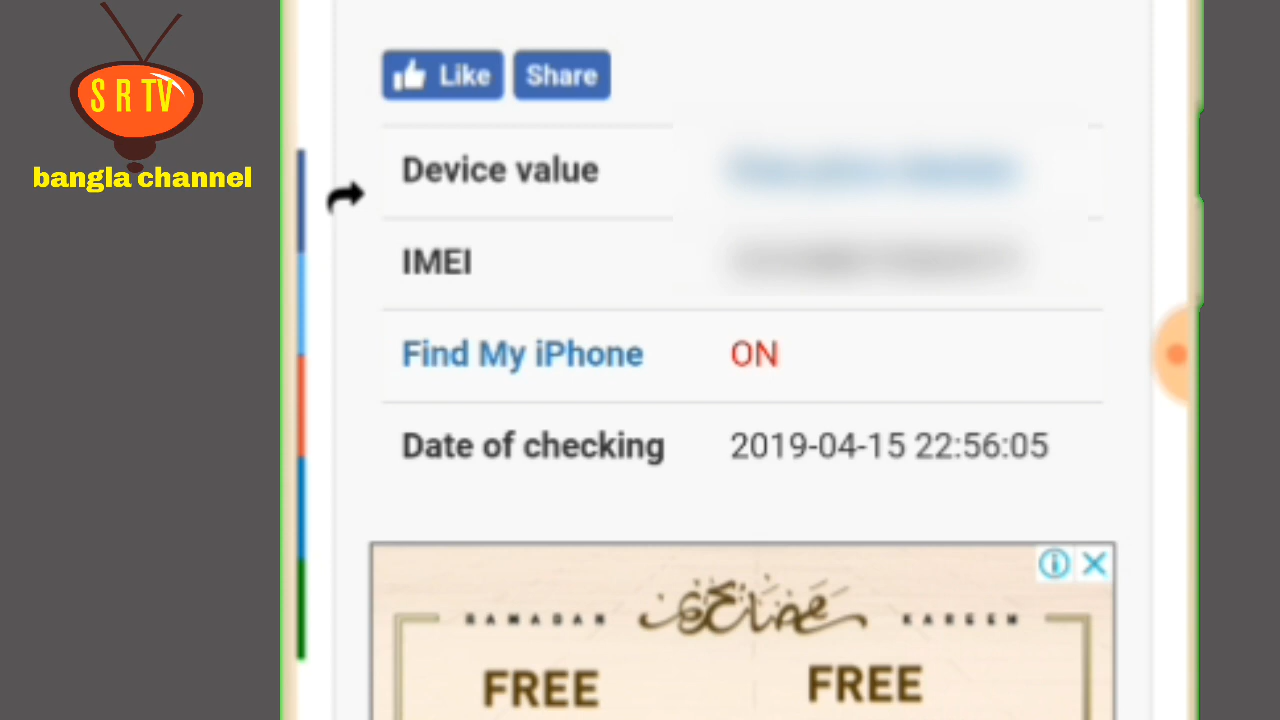 S R TV
bangla channel
Like
Share
Device value
IMEI
Find My iPhone ON
Date of checking 2019-04-15 22:56:05
RAMADAN
KAREEM
FREE
FREE